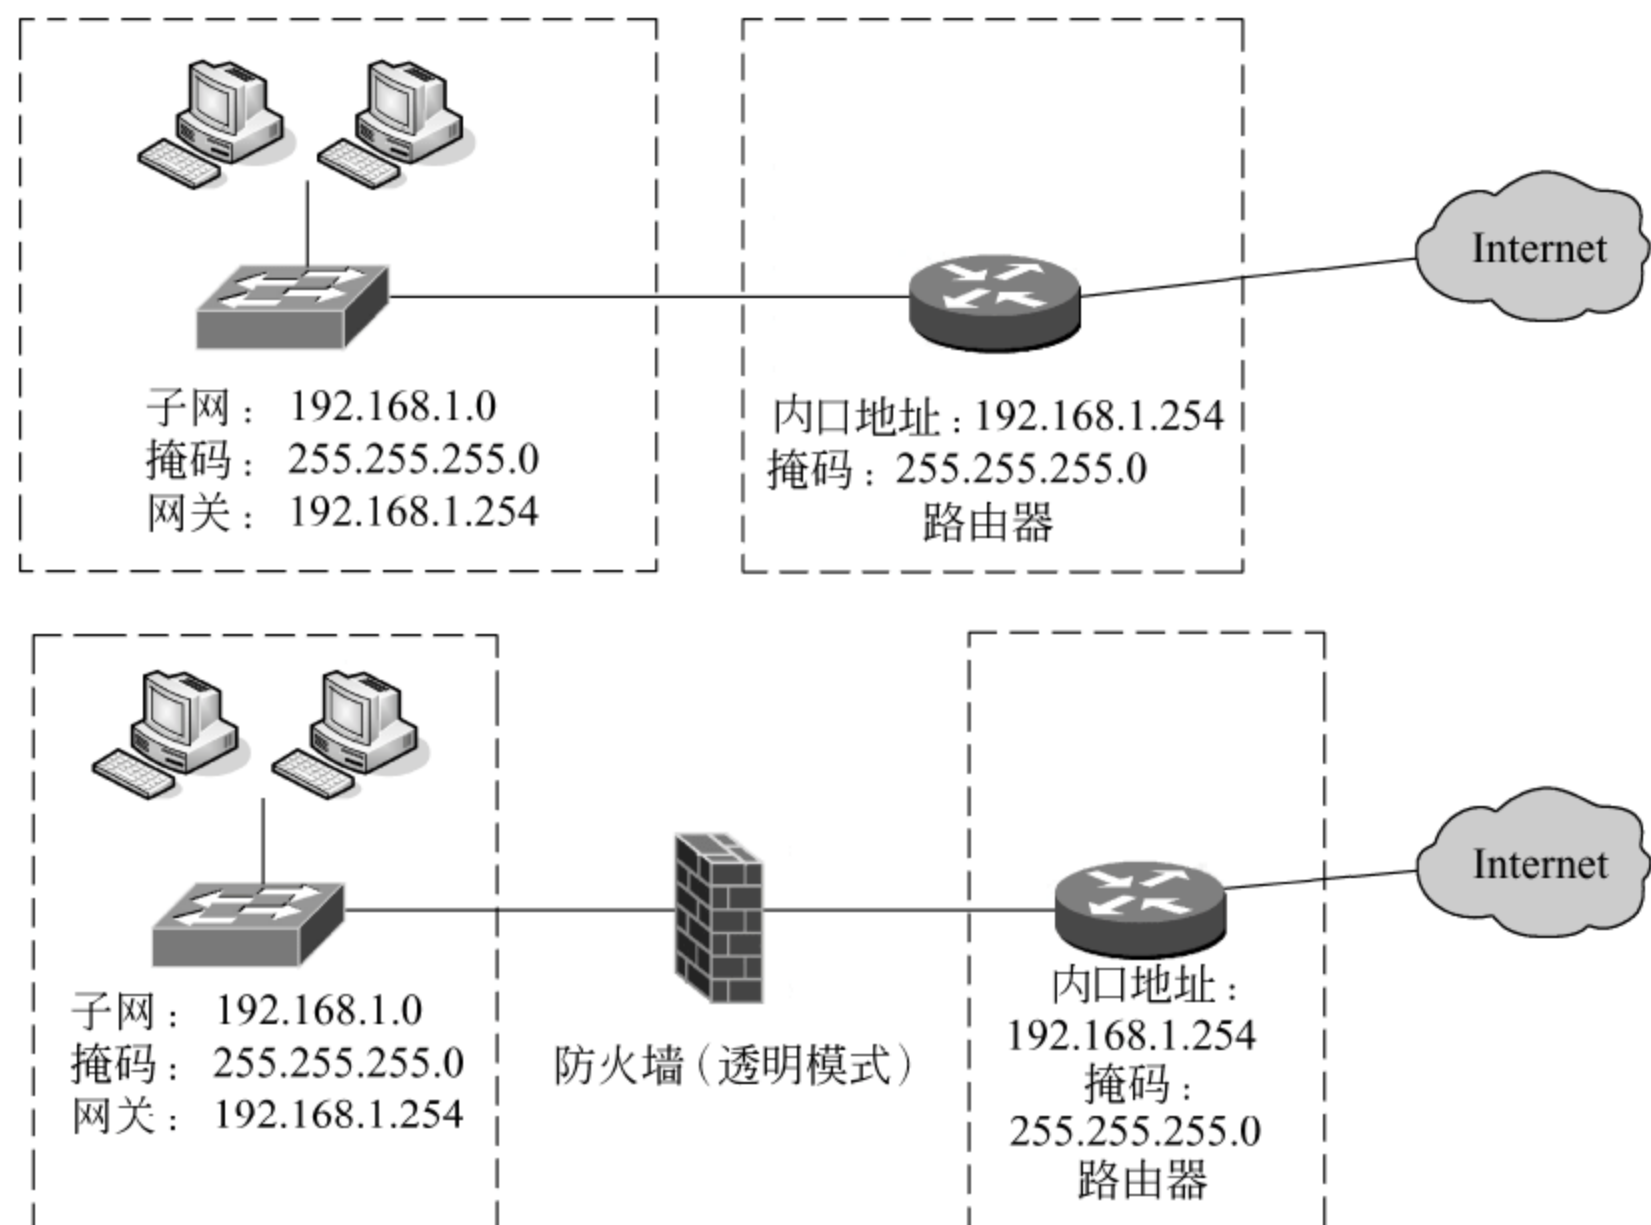 Internet
子网： 192.168.1.0
掩码： 255.255.255.0
网关： 192.168.1.254
内口地址：192.168.1.254
掩码：255.255.255.0
路由器
Internet
子网： 192.168.1.0
掩码： 255.255.255.0
网关： 192.168.1.254
防火墙（透明模式）
内口地址：
192.168.1.254
掩码：
255.255.255.0
路由器